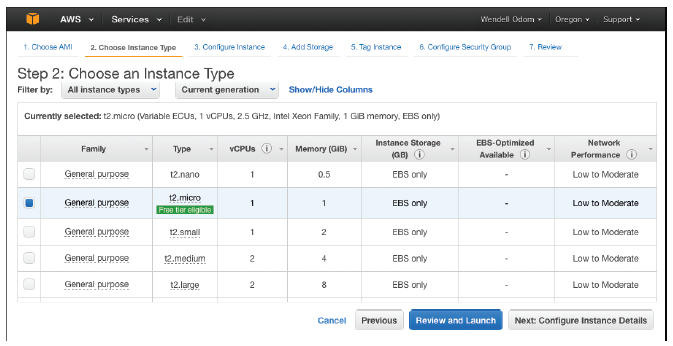 AWS Services Edit Wendell Odom Oregon Support
1. Choose AMI 2. Choose Instance Type 3. Configure Instance 4. Add Storage 5. Tag Instance 6. Configure Security Group 7. Review
Step 2: Choose an Instance Type
Filter by: All instance types Current generation Show/Hide Columns
Currently selected: t2.micro (Variable ECUs, 1 vCPUs, 2.5 GHz, Intel Xeon Family, 1 GiB memory, EBS only)
Family Type vCPUs Memory (GiB) Instance Storage (GB) EBS-Optimized Available Network Performance
General purpose t2.nano 1 0.5 EBS only - Low to Moderate
General purpose t2.micro Free tier eligible 1 1 EBS only - Low to Moderate
General purpose t2.small 1 2 EBS only - Low to Moderate
General purpose t2.medium 2 4 EBS only - Low to Moderate
General purpose t2.large 2 8 EBS only - Low to Moderate
Cancel Previous Review and Launch Next: Configure Instance Details